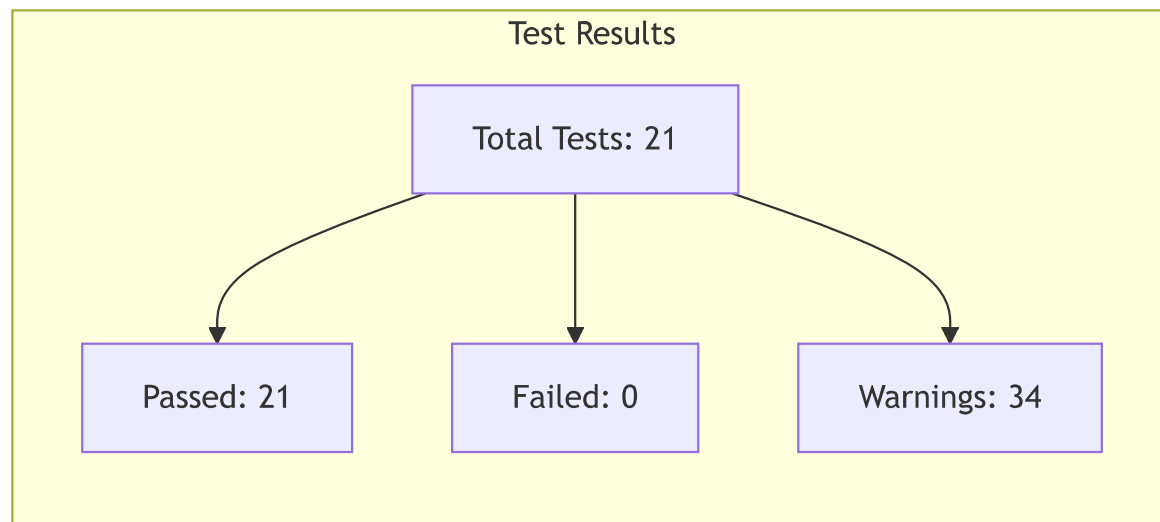 Test Results
Total Tests: 21
Passed: 21
Failed: 0
Warnings: 34